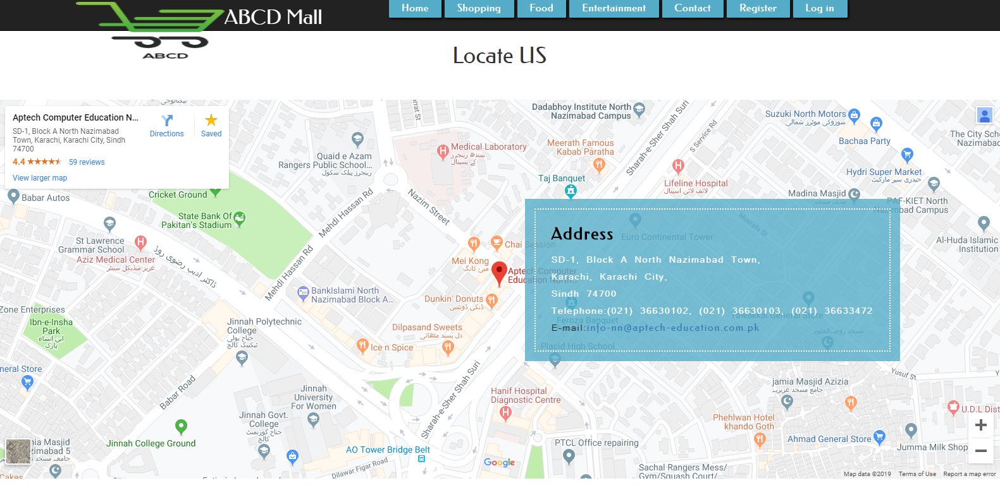 ABCD Mall
ABCD
Home
Shopping
Food
Entertainment
Contact
Register
Log in
Locate US
Aptech Computer Education N...
SD-1, Block A North Nazimabad
Town, Karachi, Karachi City, Sindh
74700
4.4
59 reviews
View larger map
Directions
Saved
Dadabhoy Institute North
Nazimabad Campus
Sharah-e-Sher Shah Suri
S Service Rd
Suzuki North Motors
سوزوکی موٹرز شمالی
Bachaa Party
The City Scho
Nazimabad
Quaid e Azam
Rangers Public School...
رینجرز پبلک سکول
Medical Laboratory
سندھ رینجرز
کے ہسپتال
Meerath Famous
Kabab Paratha
Taj Banquet
Lifeline Hospital
لائف لائن اسپتال
Hydri Super Market
حیدری سپر مارکیٹ
Madina Masjid
مدینہ مسجد
PAF-KIET North
Nazimabad Campus
Babar Autos
Cricket Ground
State Bank Of
Pakistan's Stadium
Mehdi Hassan Rd
Nazim Street
Mustafa St
St Lawrence
Grammar School
Aziz Medical Center
عزیز میڈیکل سینٹر
ڈاکٹر ادیب رضوی روڈ
Mehdi Hassan Rd
Chai Session
Mei Kong
می کانگ
Aptech Computer
Education North...
Euro Continental Tower
Al-Huda Islamic
Institution
Address
SD-1, Block A North Nazimabad Town,
Karachi, Karachi City,
Sindh 74700
Telephone:(021) 36630102, (021) 36630103, (021) 36633472
E-mail:info-nn@aptech-education.com.pk
BankIslami North
Nazimabad Block A...
Dunkin' Donuts
ڈنکن ڈونٹس
Tawakkal General Store
Feroza Banquet
Placid High School
Zone Enterprises
Ibn-e-Insha
Park
ابن انشاء
پارک
Jinnah Polytechnic
College
جناح پولی
ٹیکنیک کالج
Dilpasand Sweets
دل پسند مٹھائی
Ice n Spice
neral Store
Babar Road
Jinnah
University
For Women
Sharah-e-Sher Shah Suri
Hanif Hospital
Diagnostic Centre
jamia Masjid Azizia
جامع مسجد عزیزیہ
Yusuf St
Jinnah Govt.
College
جناح گورنمنٹ
کالج
Jinnah College Ground
Phehlwan Hotel
khando Goth
U.D.L Dist
Ahmad General Store
Jumma Milk Shop
nia Masjid
zimabad 5
AO Tower Bridge Belt
PTCL Office repairing
Dilawar Figar Road
Google
Sachal Rangers Mess/
Gym/Squash Court/...
Cakes
Map data ©2019
Terms of Use
Report a map error